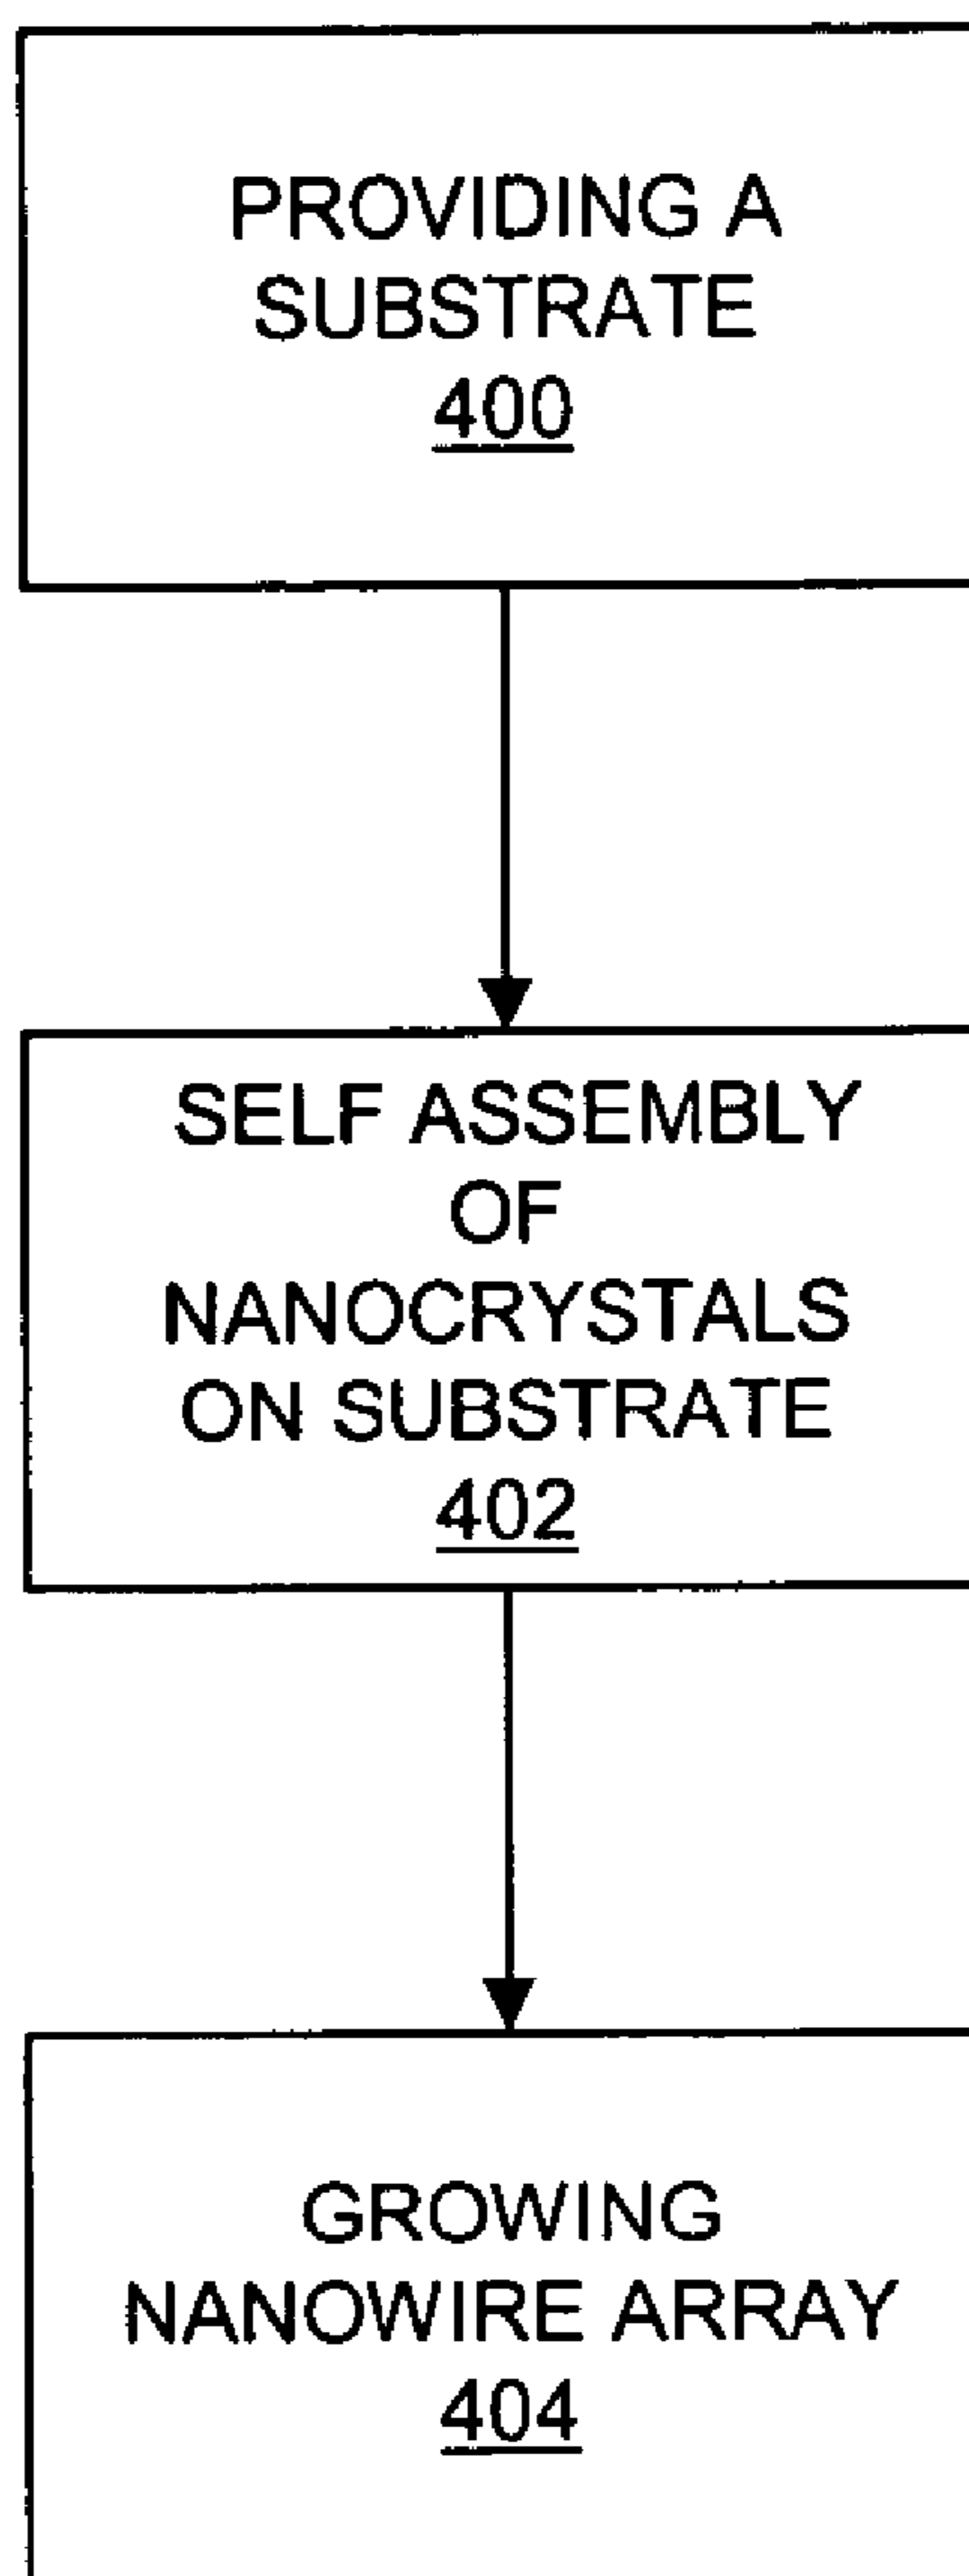 PROVIDING A
SUBSTRATE
400
SELF ASSEMBLY
OF
NANOCRYSTALS
ON SUBSTRATE
402
GROWING
NANOWIRE ARRAY
404